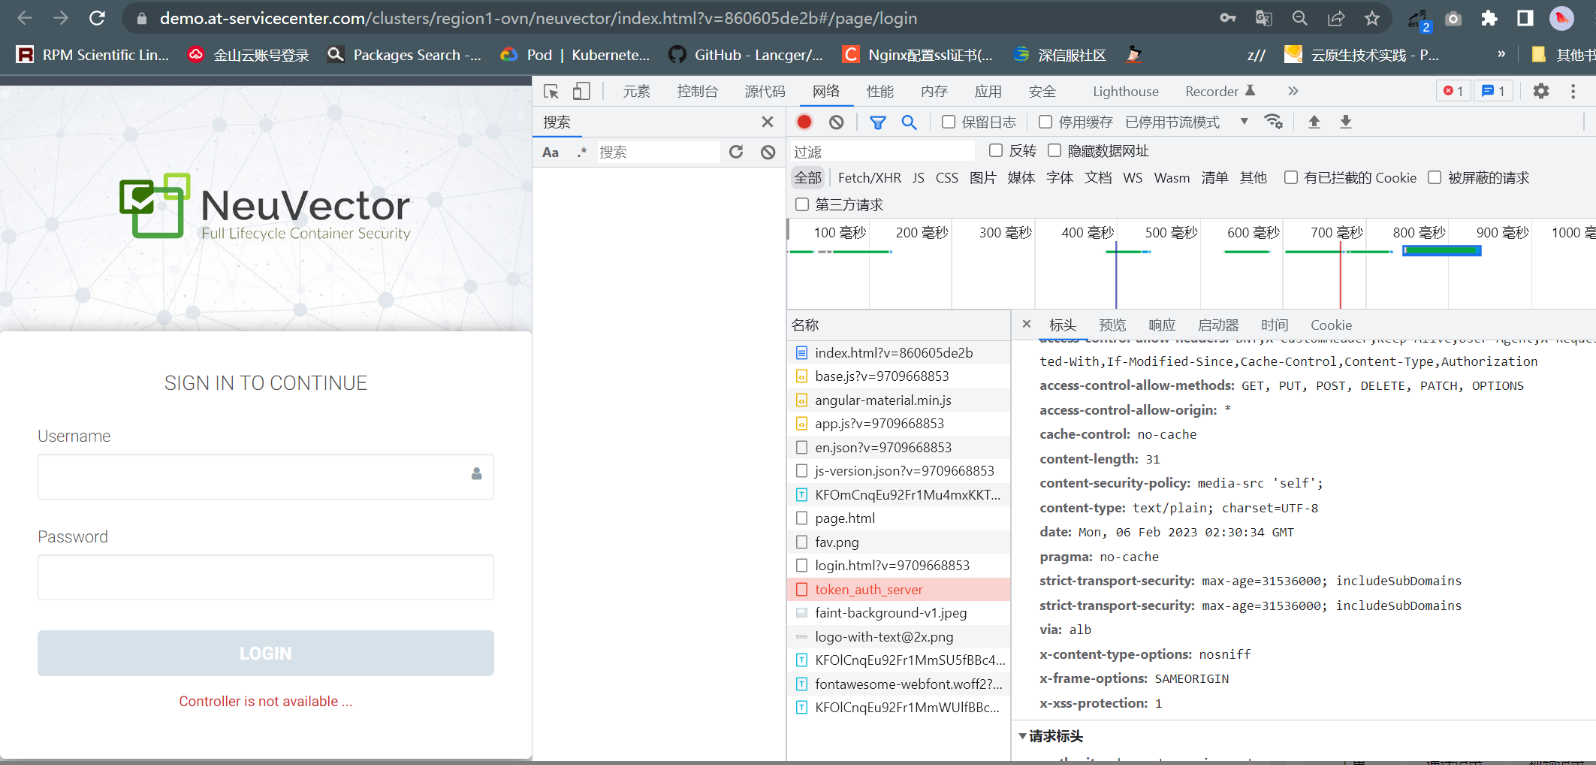 demo.at-servicecenter.com/clusters/region1-ovn/neuvector/index.html?v=860605de2b#/page/login
2
RPM Scientific Lin... 金山云账号登录 Packages Search -... Pod | Kubernete... GitHub - Lancger/... Nginx配置ssl证书(... 深信服社区 z// 云原生技术实践 - P... » 其他书
元素 控制台 源代码 网络 性能 内存 应用 安全 Lighthouse Recorder » 1 1
搜索
Aa .* 搜索
保留日志 停用缓存 已停用节流模式
过滤 反转 隐藏数据网址
全部 Fetch/XHR JS CSS 图片 媒体 字体 文档 WS Wasm 清单 其他 有已拦截的 Cookie 被屏蔽的请求
第三方请求
100 毫秒 200 毫秒 300 毫秒 400 毫秒 500 毫秒 600 毫秒 700 毫秒 800 毫秒 900 毫秒 1000 毫
NeuVector
Full Lifecycle Container Security
SIGN IN TO CONTINUE
Username
Password
LOGIN
Controller is not available ...
名称
index.html?v=860605de2b
base.js?v=9709668853
angular-material.min.js
app.js?v=9709668853
en.json?v=9709668853
js-version.json?v=9709668853
KFOmCnqEu92Fr1Mu4mxKKT...
page.html
fav.png
login.html?v=9709668853
token_auth_server
faint-background-v1.jpeg
logo-with-text@2x.png
KFOlCnqEu92Fr1MmSU5fBBc4...
fontawesome-webfont.woff2?...
KFOlCnqEu92Fr1MmWUlfBBc...
标头 预览 响应 启动器 时间 Cookie
access-control-allow-headers: DNT,X-CustomHeader,Keep-Alive,User-Agent,X-Reques
ted-With,If-Modified-Since,Cache-Control,Content-Type,Authorization
access-control-allow-methods: GET, PUT, POST, DELETE, PATCH, OPTIONS
access-control-allow-origin: *
cache-control: no-cache
content-length: 31
content-security-policy: media-src 'self';
content-type: text/plain; charset=UTF-8
date: Mon, 06 Feb 2023 02:30:34 GMT
pragma: no-cache
strict-transport-security: max-age=31536000; includeSubDomains
strict-transport-security: max-age=31536000; includeSubDomains
via: alb
x-content-type-options: nosniff
x-frame-options: SAMEORIGIN
x-xss-protection: 1
请求标头